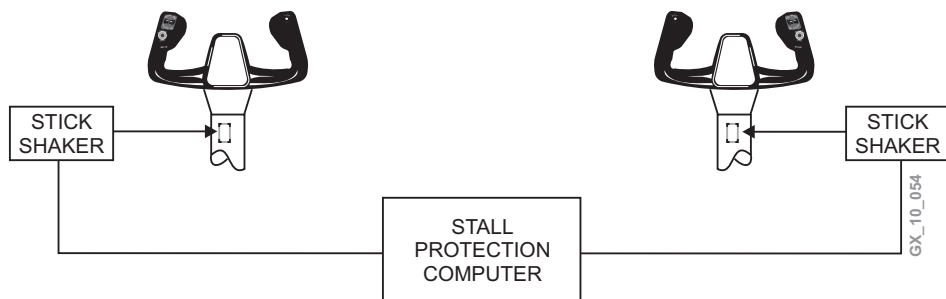 STICK
SHAKER
STICK
SHAKER
STALL
PROTECTION
COMPUTER
GX_10_054